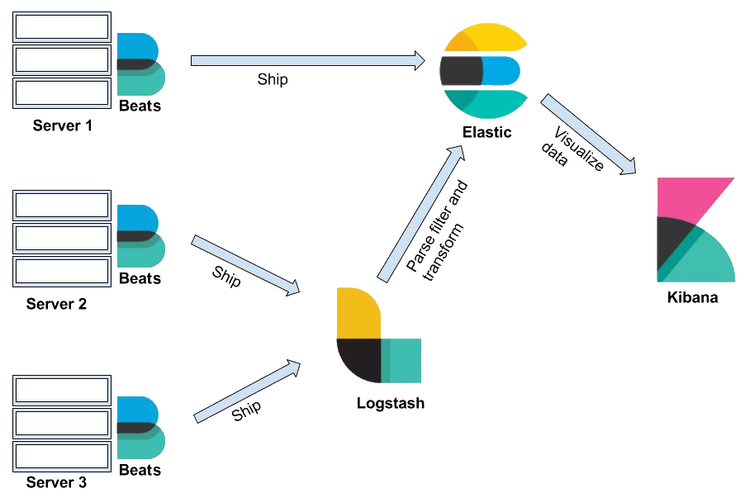 Beats
Server 1
Ship
Elastic
Visualize
data
Beats
Server 2
Ship
Parse filter and
transform
Kibana
Logstash
Ship
Beats
Server 3